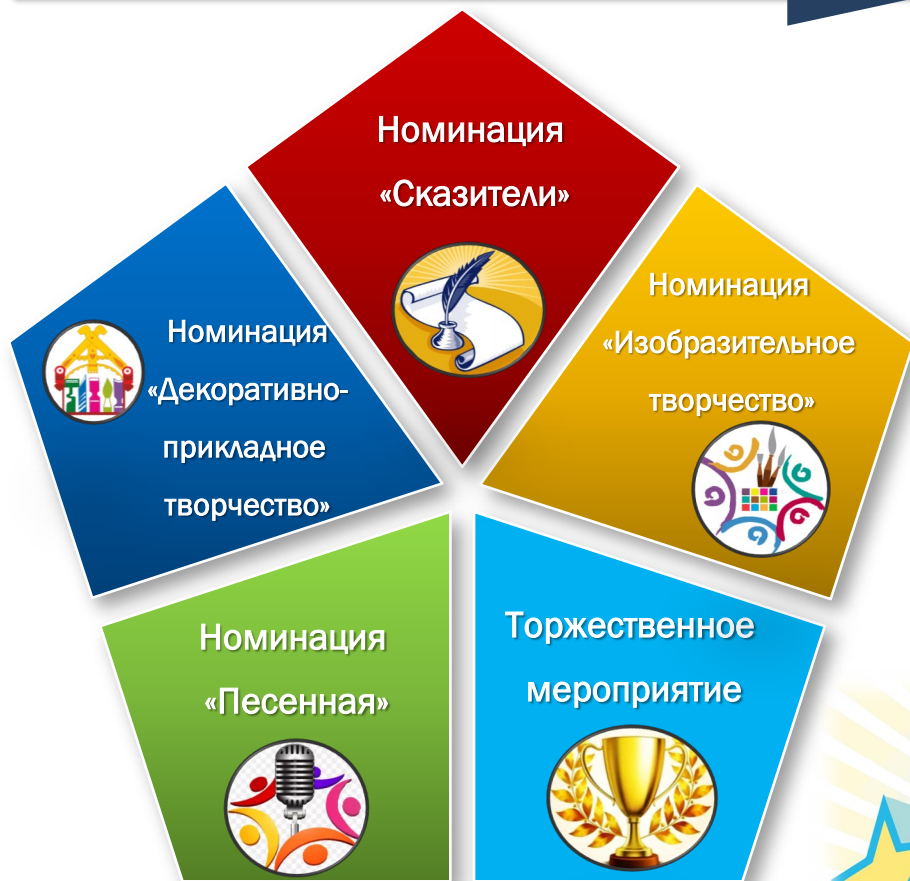 Номинация
«Сказители»
Номинация
«Декоративно-
прикладное
творчество»
Номинация
«Изобразительное
творчество»
Номинация
«Песенная»
Торжественное
мероприятие